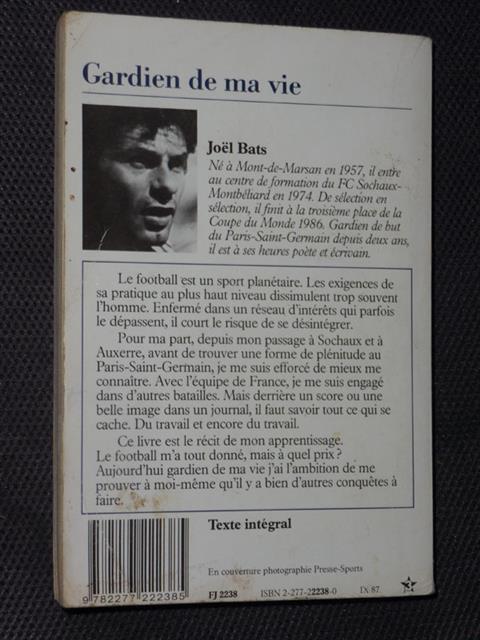 Gardien de ma vie
Joël Bats
Né à Mont-de-Marsan en 1957, il entre
au centre de formation du FC Sochaux-
Montbéliard en 1974. De sélection en
sélection, il finit à la troisième place de la
Coupe du Monde 1986. Gardien de but
du Paris-Saint-Germain depuis deux ans,
il est à ses heures poète et écrivain.
Le football est un sport planétaire. Les exigences de
sa pratique au plus haut niveau dissimulent trop souvent
l'homme. Enfermé dans un réseau d'intérêts qui parfois
le dépassent, il court le risque de se désintégrer.
Pour ma part, depuis mon passage à Sochaux et à
Auxerre, avant de trouver une forme de plénitude au
Paris-Saint-Germain, je me suis efforcé de mieux me
connaître. Avec l'équipe de France, je me suis engagé
dans d'autres batailles. Mais derrière un score ou une
belle image dans un journal, il faut savoir tout ce qui se
cache. Du travail et encore du travail.
Ce livre est le récit de mon apprentissage.
Le football m'a tout donné, mais à quel prix ?
Aujourd'hui gardien de ma vie j'ai l'ambition de me
prouver à moi-même qu'il y a bien d'autres conquêtes à
faire.
Texte intégral
En couverture photographie Presse-Sports
9 782277 222385
FJ 2238 ISBN 2-277-22238-0 IX 87